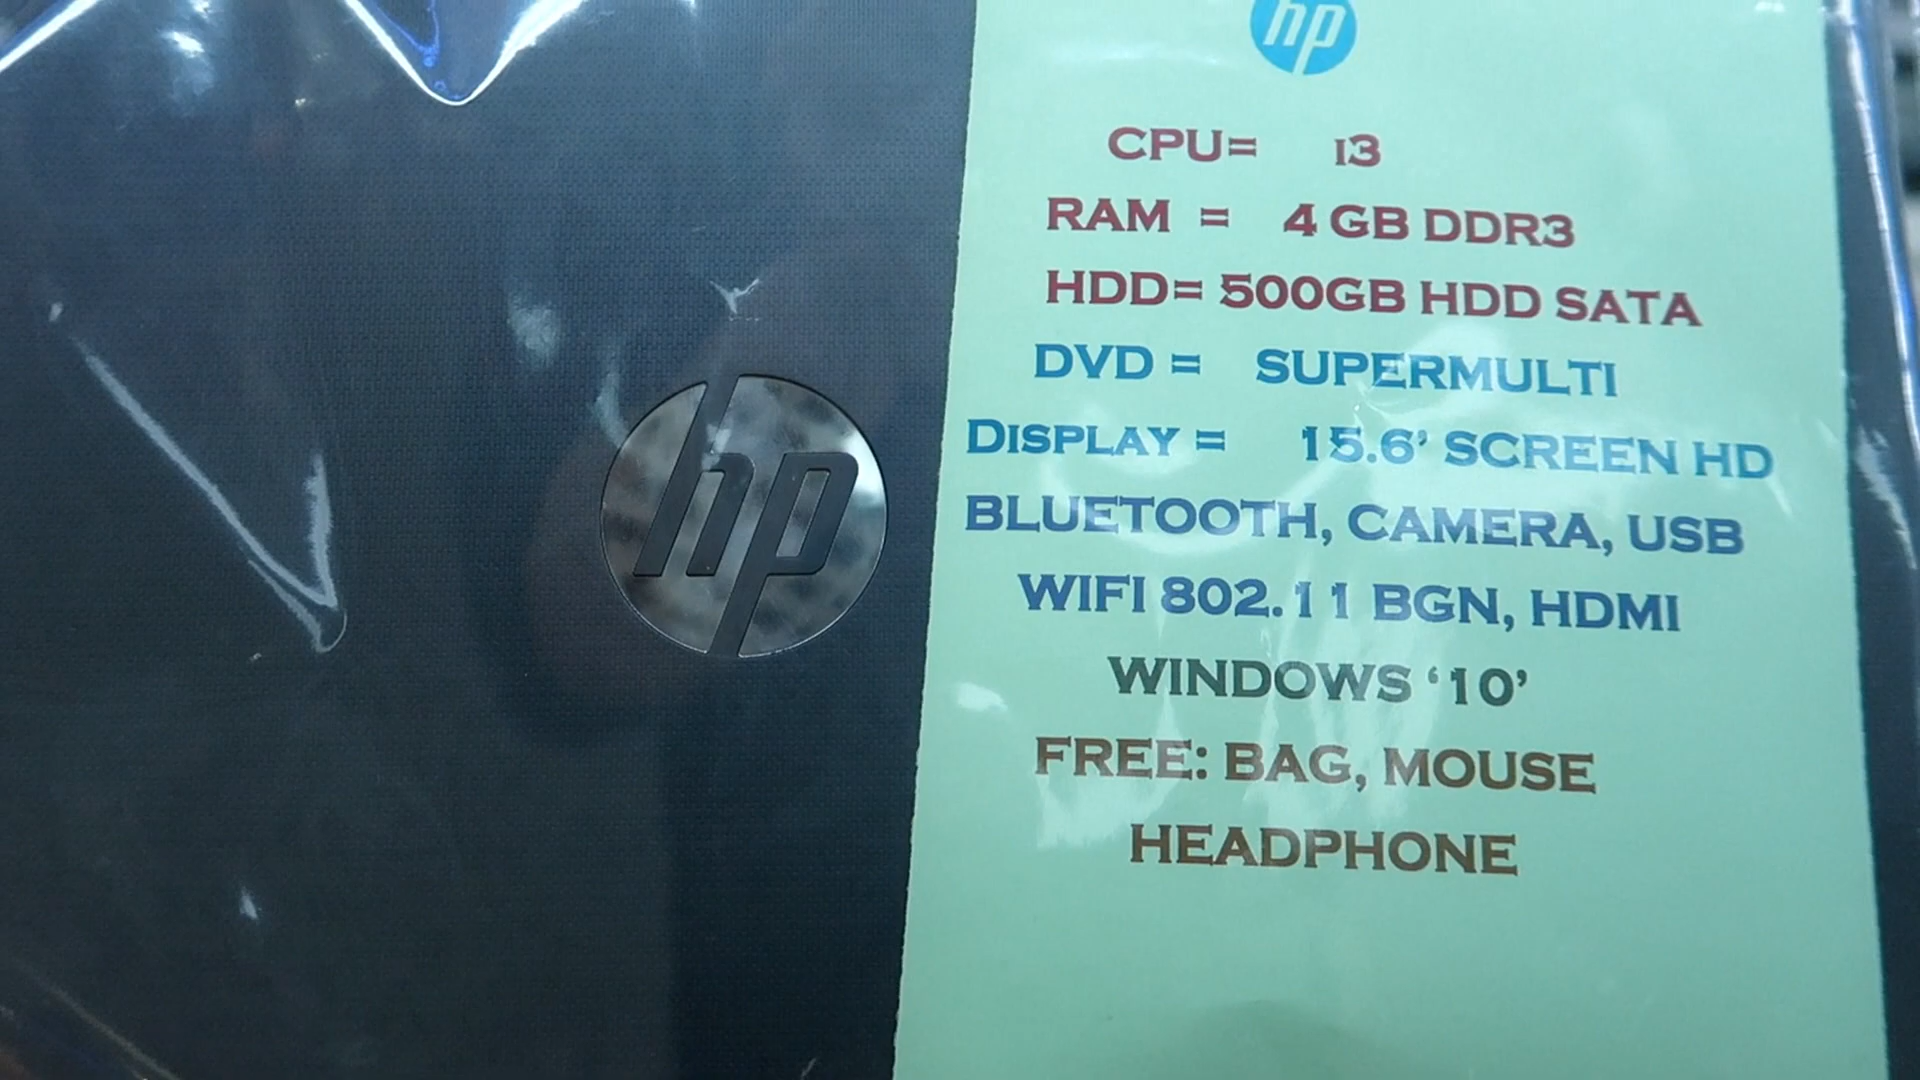 hp
CPU= i3
RAM = 4 GB DDR3
HDD= 500GB HDD SATA
DVD = SUPERMULTI
DISPLAY = 15.6' SCREEN HD
BLUETOOTH, CAMERA, USB
WIFI 802.11 BGN, HDMI
WINDOWS ‘10’
FREE: BAG, MOUSE
HEADPHONE
hp